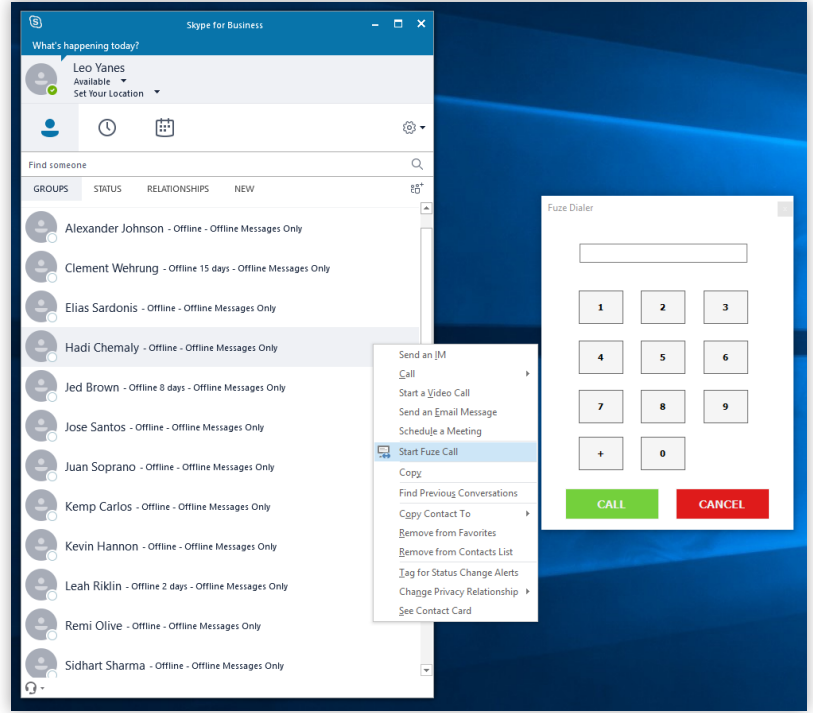 Skype for Business
What's happening today?
Leo Yanes
Available
Set Your Location
Find someone
GROUPS STATUS RELATIONSHIPS NEW
Alexander Johnson - Offline - Offline Messages Only
Clement Wehrung - Offline 15 days - Offline Messages Only
Elias Sardonis - Offline - Offline Messages Only
Hadi Chemaly - Offline - Offline Messages Only
Jed Brown - Offline 8 days - Offline Messages Only
Jose Santos - Offline - Offline Messages Only
Juan Soprano - Offline - Offline Messages Only
Kemp Carlos - Offline - Offline Messages Only
Kevin Hannon - Offline - Offline Messages Only
Leah Riklin - Offline 2 days - Offline Messages Only
Remi Olive - Offline - Offline Messages Only
Sidhart Sharma - Offline - Offline Messages Only
Send an IM
Call
Start a Video Call
Send an Email Message
Schedule a Meeting
Start Fuze Call
Copy
Find Previous Conversations
Copy Contact To
Remove from Favorites
Remove from Contacts List
Tag for Status Change Alerts
Change Privacy Relationship
See Contact Card
Fuze Dialer
1 2 3
4 5 6
7 8 9
+ 0
CALL CANCEL